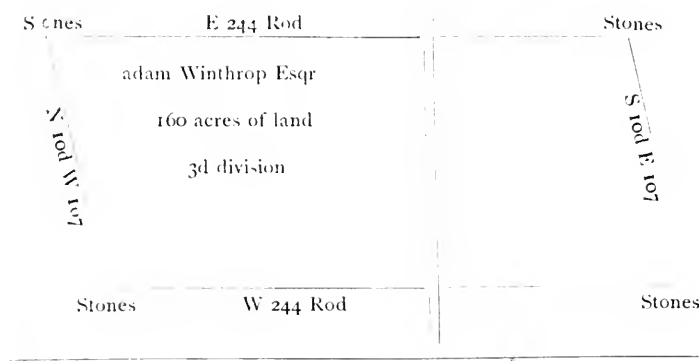 Stones E 244 Rod Stones
adam Winthrop Esqr
160 acres of land
3d division
N 10d W 107
S 10d E 107
Stones W 244 Rod Stones